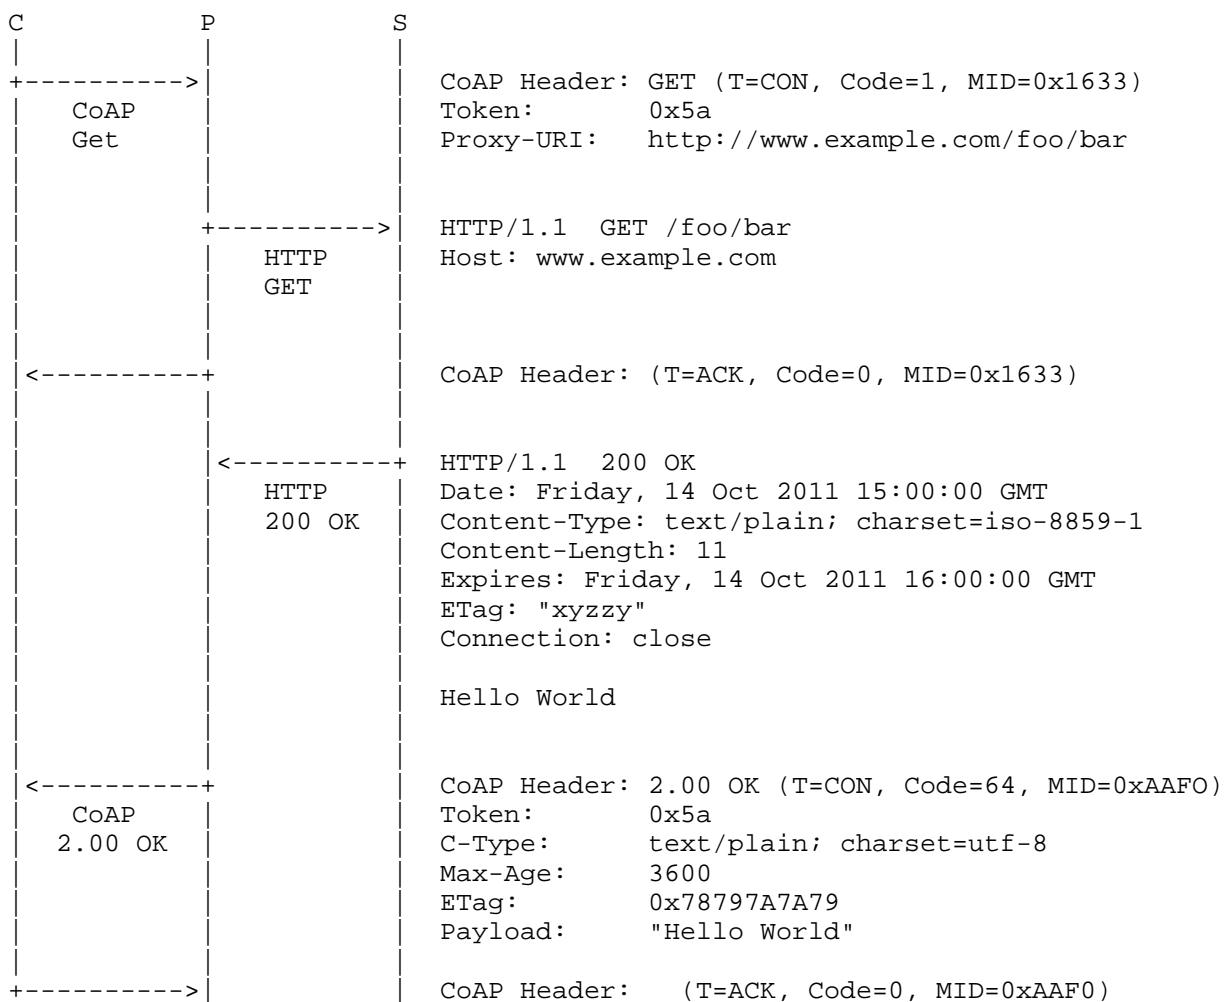 C P S
CoAP Header: GET (T=CON, Code=1, MID=0x1633)
CoAP Token: 0x5a
Get Proxy-URI: http://www.example.com/foo/bar
HTTP/1.1 GET /foo/bar
HTTP Host: www.example.com
GET
CoAP Header: (T=ACK, Code=0, MID=0x1633)
HTTP/1.1 200 OK
HTTP Date: Friday, 14 Oct 2011 15:00:00 GMT
200 OK Content-Type: text/plain; charset=iso-8859-1
Content-Length: 11
Expires: Friday, 14 Oct 2011 16:00:00 GMT
ETag: "xyzzy"
Connection: close
Hello World
CoAP Header: 2.00 OK (T=CON, Code=64, MID=0xAAFO)
CoAP Token: 0x5a
2.00 OK C-Type: text/plain; charset=utf-8
Max-Age: 3600
ETag: 0x78797A7A79
Payload: "Hello World"
CoAP Header: (T=ACK, Code=0, MID=0xAAF0)